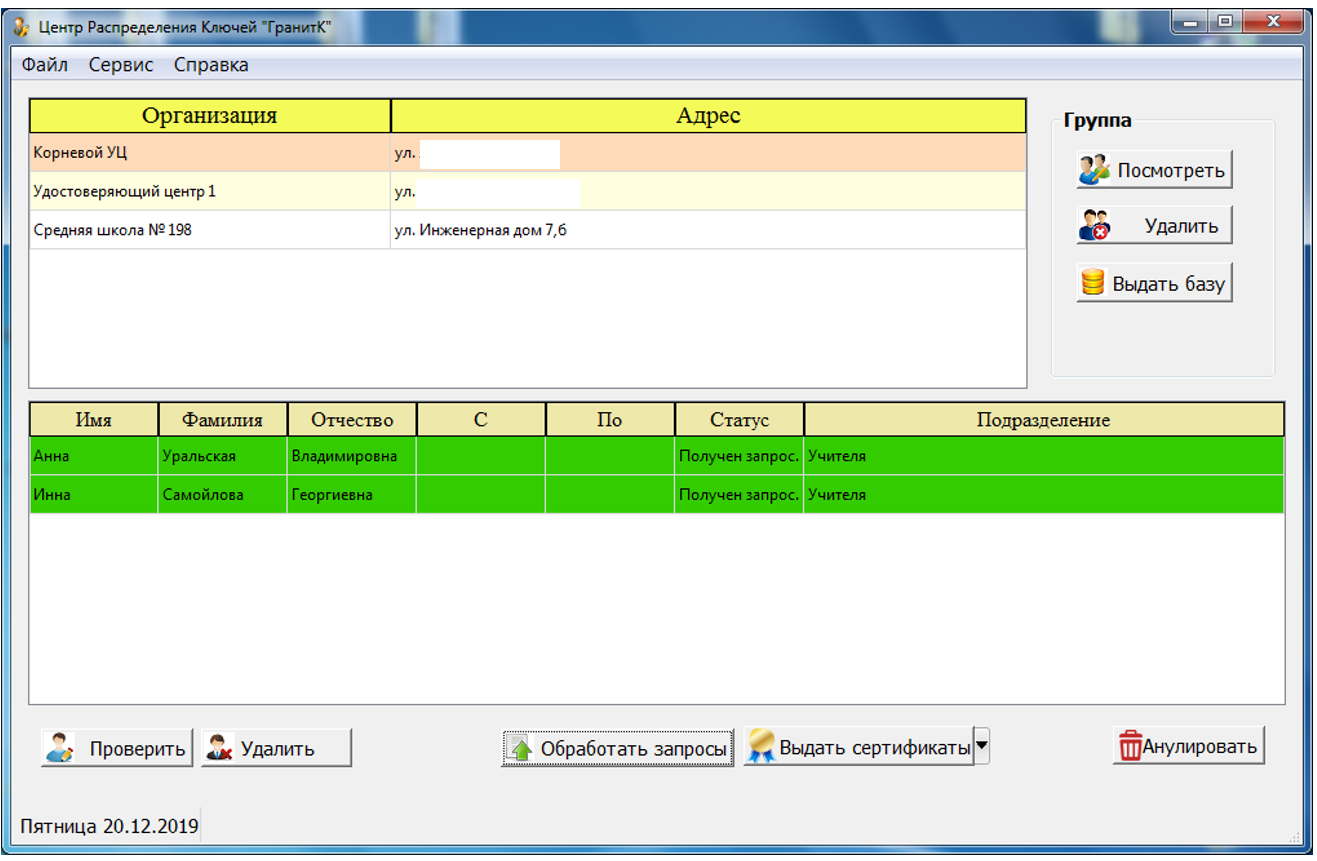 Центр Распределения Ключей "ГранитК"
Файл Сервис Справка
Организация Адрес
Корневой УЦ ул.
Удостоверяющий центр 1 ул.
Средняя школа № 198 ул. Инженерная дом 7,6
Группа
Посмотреть
Удалить
Выдать базу
Имя Фамилия Отчество С По Статус Подразделение
Анна Уральская Владимировна Получен запрос. Учителя
Инна Самойлова Георгиевна Получен запрос. Учителя
Проверить Удалить Обработать запросы Выдать сертификаты Анулировать
Пятница 20.12.2019